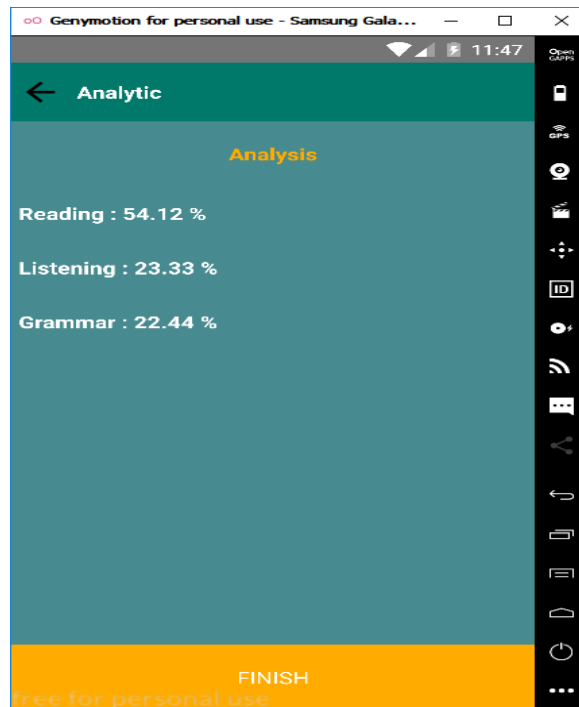 Genymotion for personal use - Samsung Gala...
11:47
Open
GAPPS
Analytic
GPS
Analysis
Reading : 54.12 %
Listening : 23.33 %
Grammar : 22.44 %
ID
FINISH
free for personal use